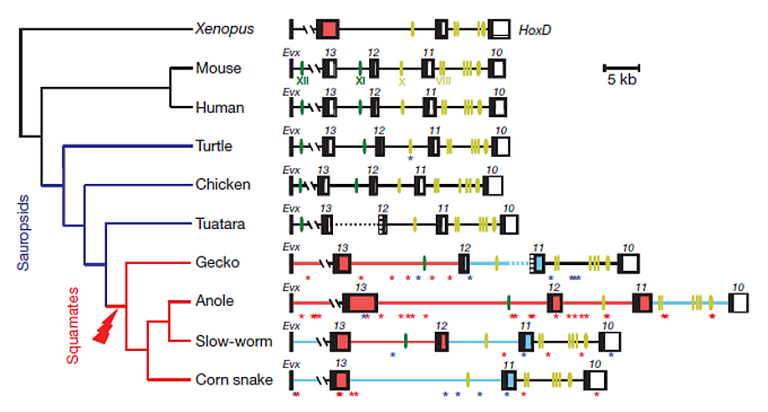 Xenopus HoxD
Evx 13 12 11 10
Mouse
XII XI X VIII
5 kb
Evx 13 12 11 10
Human
Evx 13 12 11 10
Turtle
*
Evx 13 12 11 10
Chicken
Evx 13 12 11 10
Tuatara
Evx 13 12 11 10
Gecko
* * * * * * * * * * * *
Evx 13 12 11 10
Anole
Evx 13 12 11 10
Slow-worm
Evx 13 11 10
Corn snake
Sauropsids
Squamates